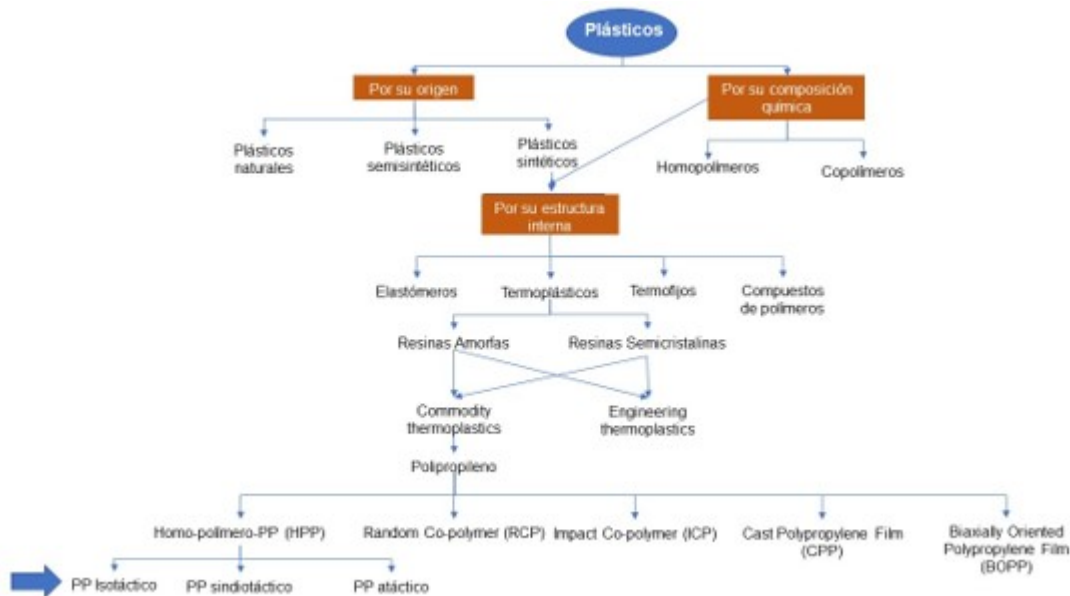 Plásticos
Por su origen
Por su composición
química
Plásticos
naturales
Plásticos
semisintéticos
Plásticos
sintéticos
Homopolímeros
Copolímeros
Por su estructura
interna
Elastómeros
Termoplásticos
Termofijos
Compuestos
de polímeros
Resinas Amorfas
Resinas Semicristalinas
Commodity
thermoplastics
Engineering
thermoplastics
Polipropileno
Homo-polímero-PP (HPP)
Random Co-polymer (RCP)
Impact Co-polymer (ICP)
Cast Polypropylene Film
(CPP)
Biaxially Oriented
Polypropylene Film
(BOPP)
PP Isotáctico
PP sindiotáctico
PP atáctico